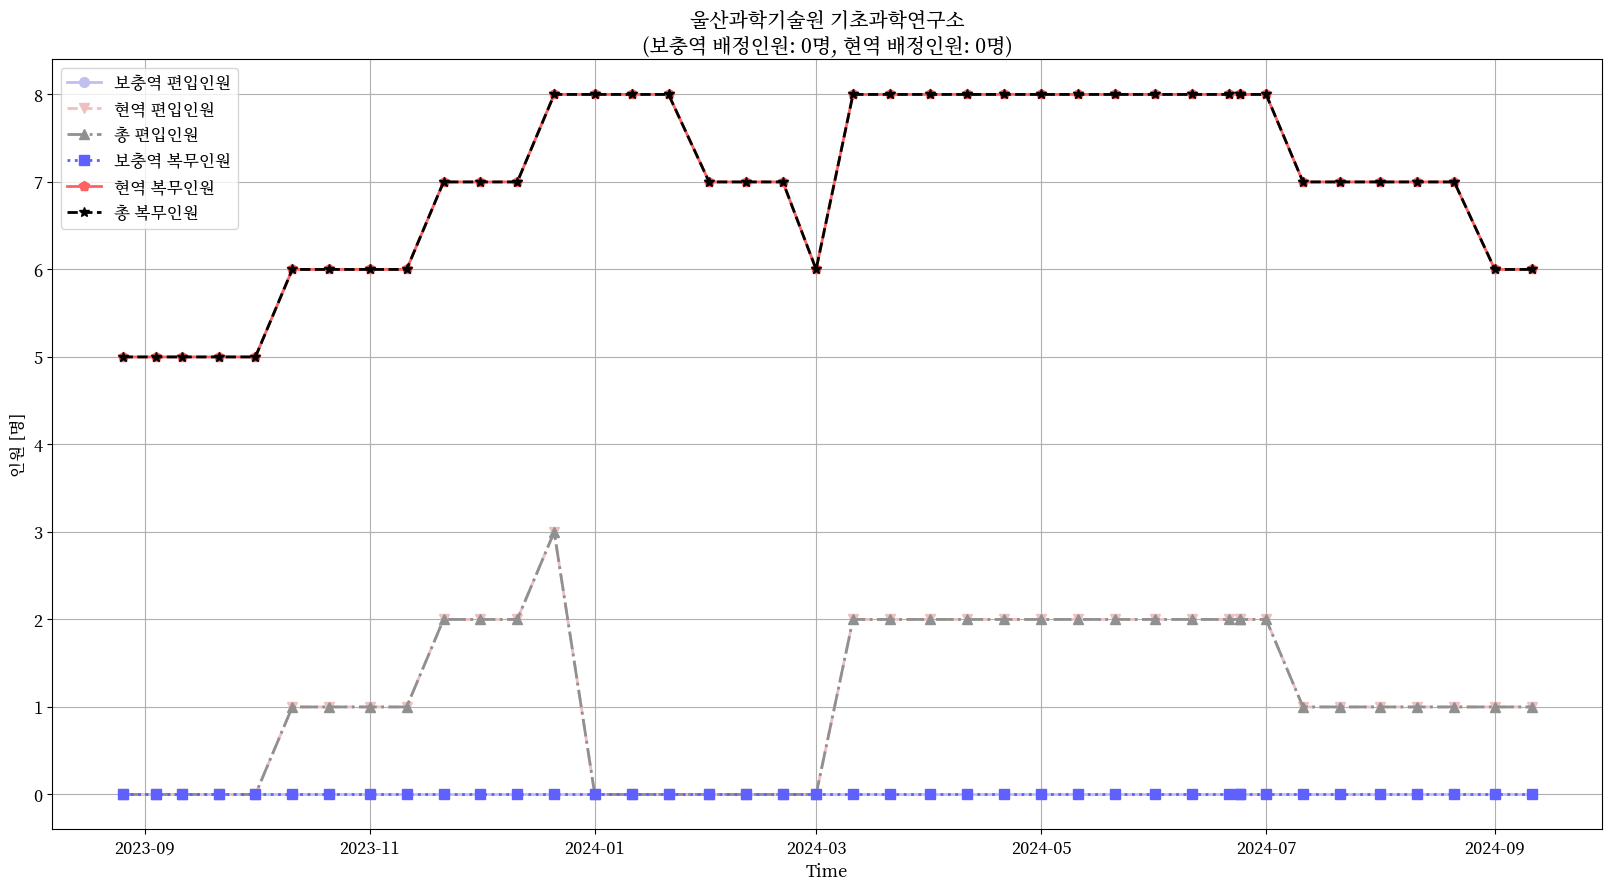 울산과학기술원 기초과학연구소
(보충역 배정인원: 0명, 현역 배정인원: 0명)
보충역 편입인원
현역 편입인원
총 편입인원
보충역 복무인원
현역 복무인원
총 복무인원
8
7
6
5
4
3
2
1
0
인원 [명]
2023-09
2023-11
2024-01
2024-03
2024-05
2024-07
2024-09
Time